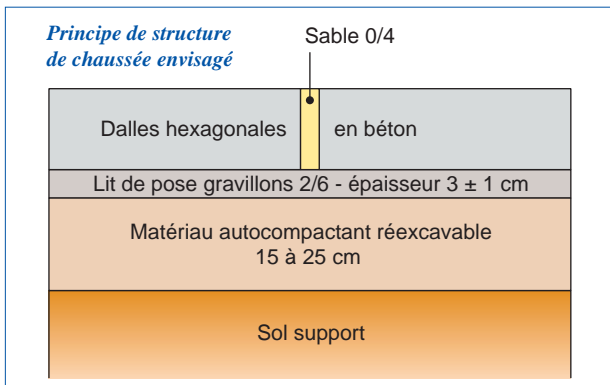 Principe de structure
de chaussée envisagé
Sable 0/4
Dalles hexagonales en béton
Lit de pose gravillons 2/6 - épaisseur 3 ± 1 cm
Matériau autocompactant réexcavable
15 à 25 cm
Sol support